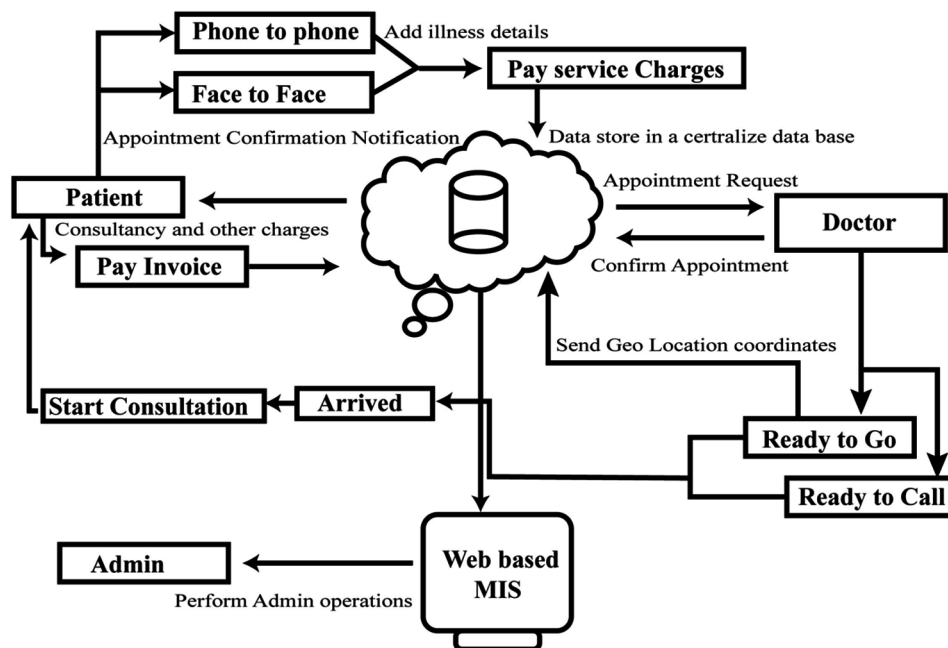 Phone to phone
Add illness details
Pay service Charges
Face to Face
Appointment Confirmation Notification
Data store in a certralize data base
Patient
Appointment Request
Doctor
Consultancy and other charges
Pay Invoice
Confirm Appointment
Send Geo Location coordinates
Start Consultation
Arrived
Ready to Go
Ready to Call
Web based
MIS
Admin
Perform Admin operations